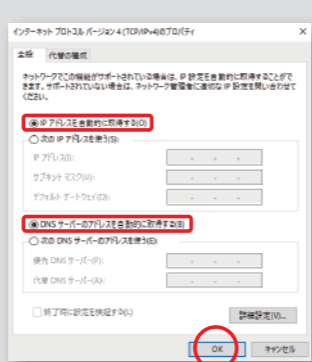 インターネット プロトコル バージョン 4 (TCP/IPv4)のプロパティ
全般 代替の構成
ネットワークでこの機能がサポートされている場合は、IP 設定を自動的に取得することがで
きます。サポートされていない場合は、ネットワーク管理者に適切な IP 設定を問い合わせて
ください。
IP アドレスを自動的に取得する(O)
次の IP アドレスを使う(S):
IP アドレス(I):
サブネット マスク(U):
デフォルト ゲートウェイ(D):
DNS サーバーのアドレスを自動的に取得する(B)
次の DNS サーバーのアドレスを使う(E):
優先 DNS サーバー(P):
代替 DNS サーバー(A):
終了時に設定を検証する(L)
詳細設定(V)...
OK キャンセル